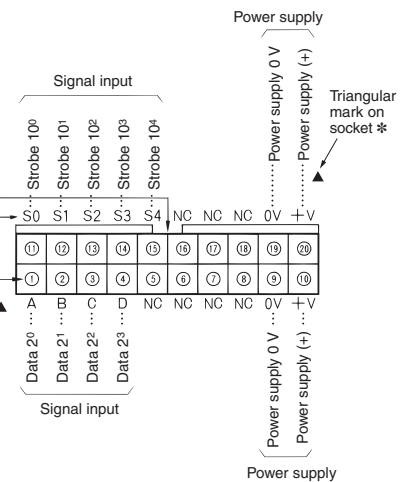 Power supply
Signal input
Triangular
mark on
socket ✻
Strobe 10⁰
Strobe 10¹
Strobe 10²
Strobe 10³
Strobe 10⁴
Power supply 0 V
Power supply (+)
▲
S0 S1 S2 S3 S4 NC NC NC 0V +V
⑪ ⑫ ⑬ ⑭ ⑮ ⑯ ⑰ ⑱ ⑲ ⑳
① ② ③ ④ ⑤ ⑥ ⑦ ⑧ ⑨ ⑩
▲
A B C D NC NC NC NC 0V +V
Data 2⁰
Data 2¹
Data 2²
Data 2³
Power supply 0 V
Power supply (+)
Signal input
Power supply